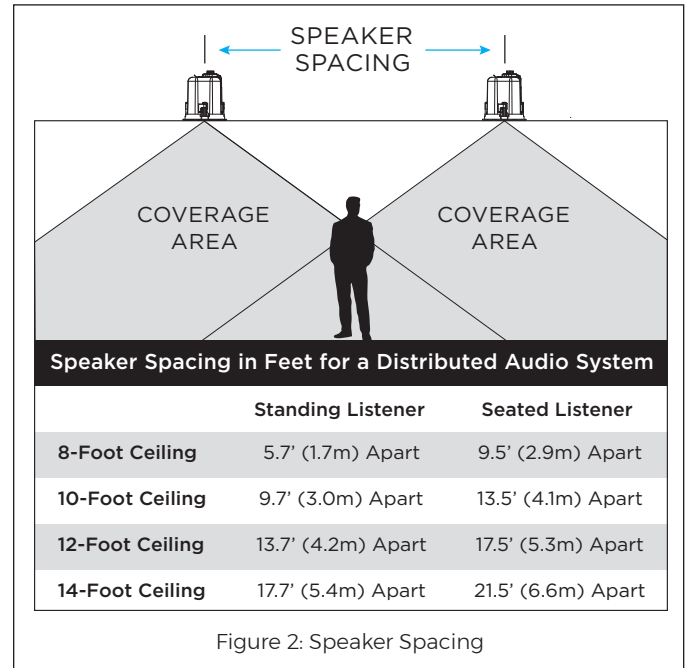 SPEAKER
SPACING
COVERAGE
AREA
COVERAGE
AREA
Speaker Spacing in Feet for a Distributed Audio System
Standing Listener Seated Listener
8-Foot Ceiling 5.7' (1.7m) Apart 9.5' (2.9m) Apart
10-Foot Ceiling 9.7' (3.0m) Apart 13.5' (4.1m) Apart
12-Foot Ceiling 13.7' (4.2m) Apart 17.5' (5.3m) Apart
14-Foot Ceiling 17.7' (5.4m) Apart 21.5' (6.6m) Apart
Figure 2: Speaker Spacing